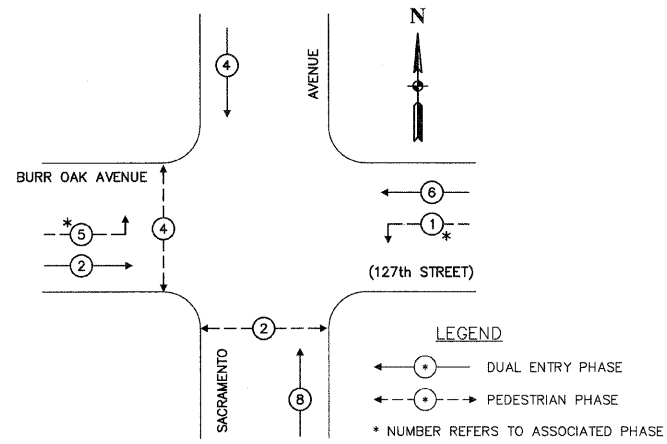 N
4
AVENUE
BURR OAK AVENUE
6
* 5
4
1 *
2
(127th STREET)
2
SACRAMENTO
8
LEGEND
* DUAL ENTRY PHASE
* PEDESTRIAN PHASE
* NUMBER REFERS TO ASSOCIATED PHASE